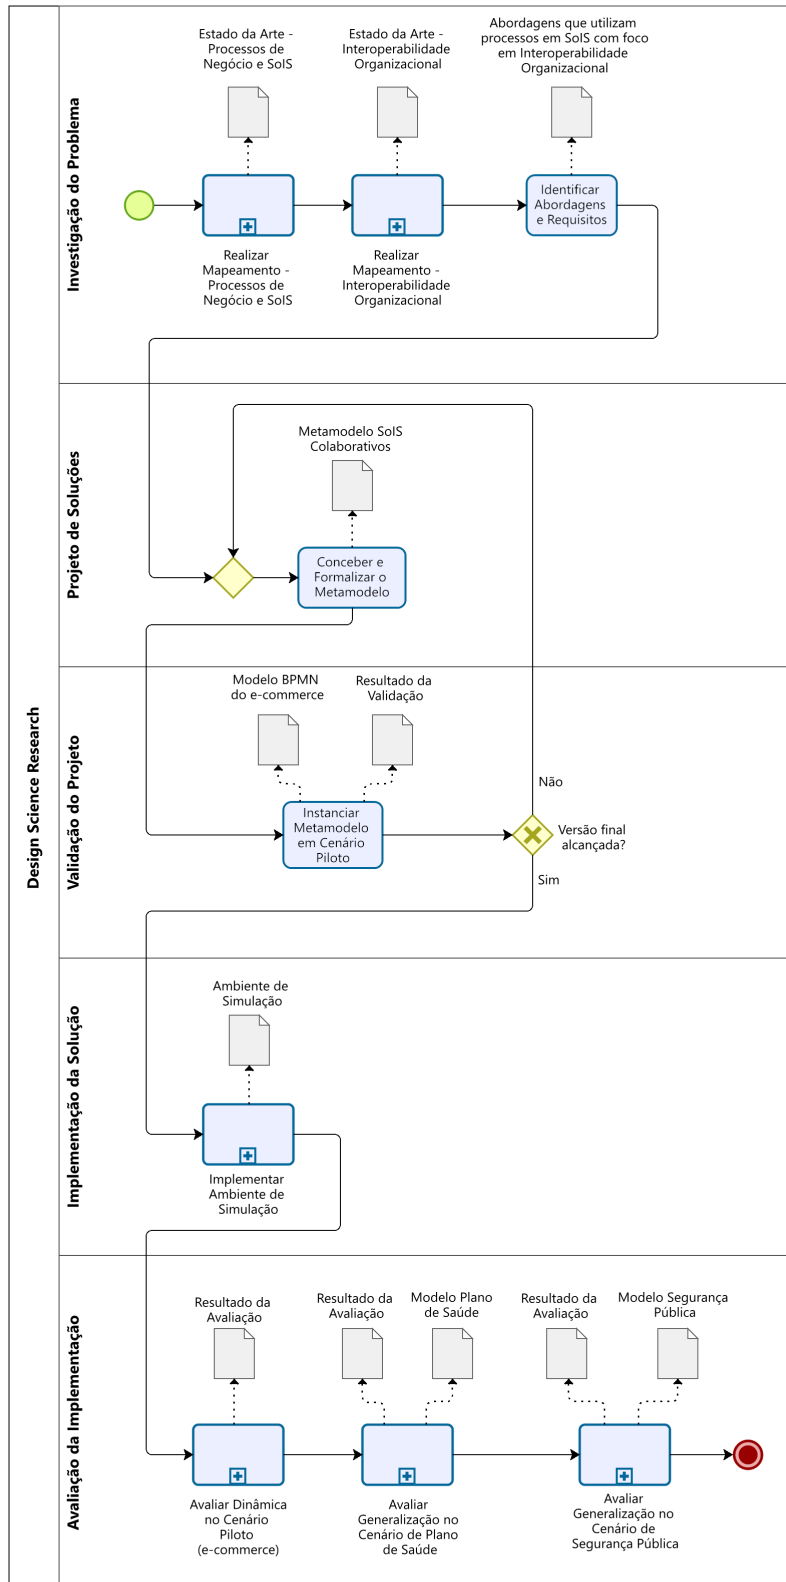 Design Science Research
Investigação do Problema
Estado da Arte -
Processos de
Negócio e SoIS
Estado da Arte -
Interoperabilidade
Organizacional
Abordagens que utilizam
processos em SoIS com foco
em Interoperabilidade
Organizacional
Realizar
Mapeamento -
Processos de
Negócio e SoIS
Realizar
Mapeamento -
Interoperabilidade
Organizacional
Identificar
Abordagens
e Requisitos
Projeto de Soluções
Metamodelo SoIS
Colaborativos
Conceber e
Formalizar o
Metamodelo
Validação do Projeto
Modelo BPMN
do e-commerce
Resultado da
Validação
Instanciar
Metamodelo
em Cenário
Piloto
Não
Versão final
alcançada?
Sim
Implementação da Solução
Ambiente de
Simulação
Implementar
Ambiente de
Simulação
Avaliação da Implementação
Resultado da
Avaliação
Resultado da
Avaliação
Modelo Plano
de Saúde
Resultado da
Avaliação
Modelo Segurança
Pública
Avaliar Dinâmica
no Cenário
Piloto
(e-commerce)
Avaliar
Generalização no
Cenário de Plano
de Saúde
Avaliar
Generalização no
Cenário de
Segurança Pública